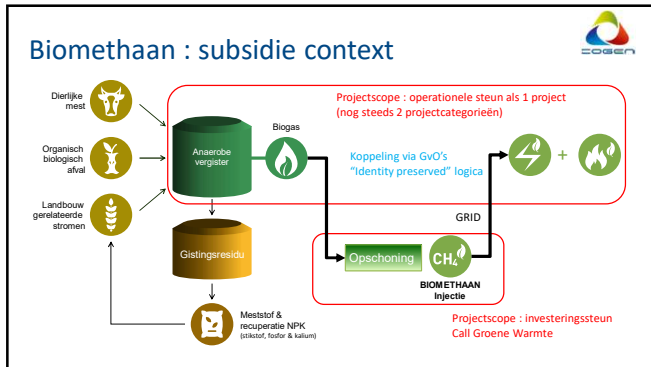 Biomethaan : subsidie context
COGEN
Dierlijke
mest
Organisch
biologisch
afval
Landbouw
gerelateerde
stromen
Anaerobe
vergister
Biogas
Gistingsresidu
Meststof &
recuperatie NPK
(stikstof, fosfor & kalium)
Projectscope : operationele steun als 1 project
(nog steeds 2 projectcategorieën)
Koppeling via GvO's
“Identity preserved” logica
+
GRID
Opschoning
CH4
BIOMETHAAN
Injectie
Projectscope : investeringssteun
Call Groene Warmte